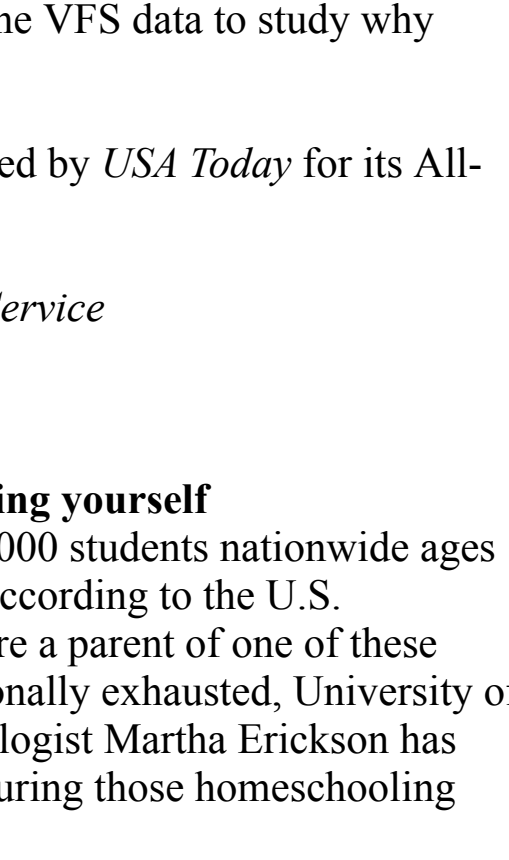 he VFS data to study why
ed by USA Today for its All-
ervice
ing yourself
000 students nationwide ages
ccording to the U.S.
re a parent of one of these
onally exhausted, University of
logist Martha Erickson has
uring those homeschooling